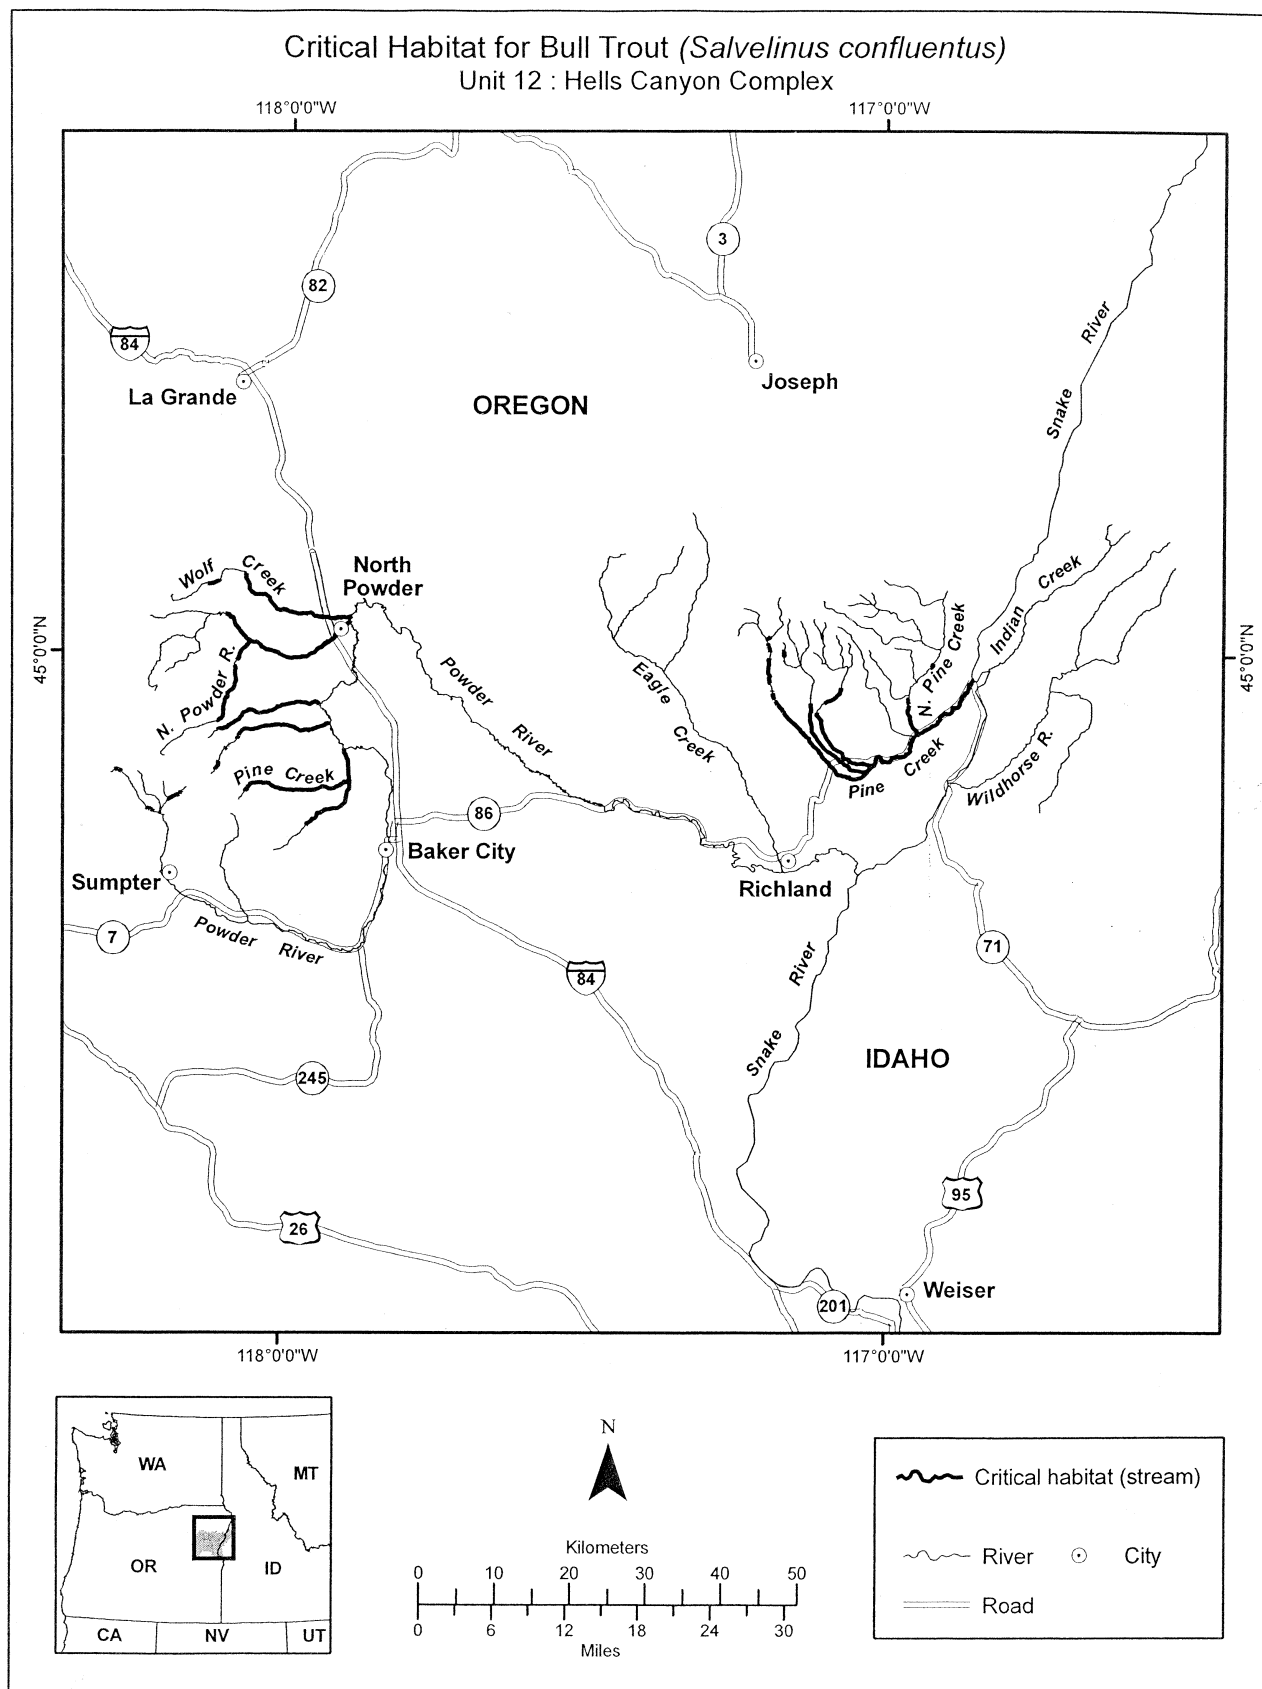 Critical Habitat for Bull Trout (Salvelinus confluentus)
Unit 12 : Hells Canyon Complex
118°0'0"W
117°0'0"W
3
82
84
River
La Grande
Joseph
OREGON
Snake
Wolf Creek
North
Powder
Indian Creek
45°0'0"N
45°0'0"N
N. Powder R.
Powder River
Eagle Creek
N. Pine Creek
Pine Creek
Pine Creek
Wildhorse R.
86
Baker City
Sumpter
Richland
7
Powder River
84
71
Snake River
IDAHO
245
95
26
Weiser
201
118°0'0"W
117°0'0"W
WA
MT
OR
ID
CA
NV
UT
N
Kilometers
0 10 20 30 40 50
0 6 12 18 24 30
Miles
Critical habitat (stream)
River
City
Road